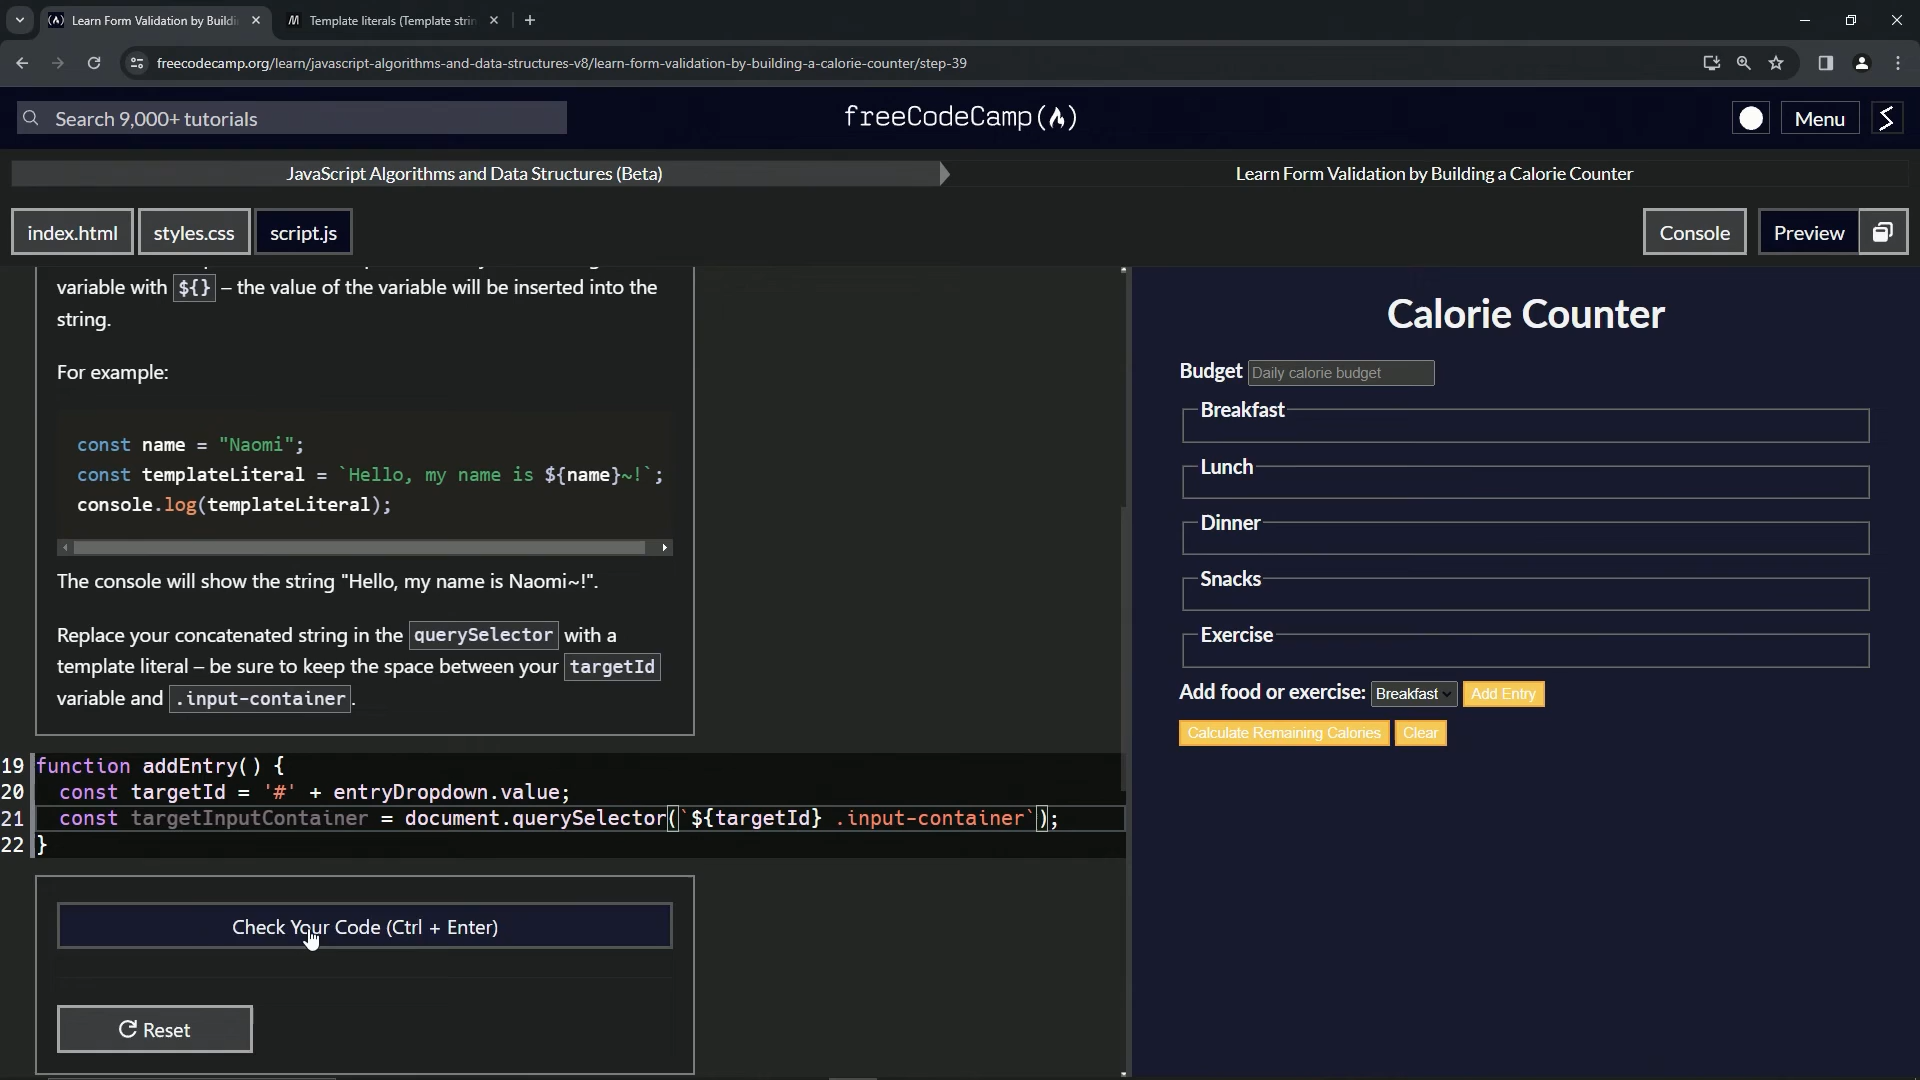 Learn Form Validation by Buildi
Template literals (Template strin
freecodecamp.org/learn/javascript-algorithms-and-data-structures-v8/learn-form-validation-by-building-a-calorie-counter/step-39
Search 9,000+ tutorials
freeCodeCamp
Menu
JavaScript Algorithms and Data Structures (Beta)
Learn Form Validation by Building a Calorie Counter
index.html
styles.css
script.js
Console
Preview
variable with ${} – the value of the variable will be inserted into the
string.
For example:
const name = "Naomi";
const templateLiteral = `Hello, my name is ${name}~!`;
console.log(templateLiteral);
The console will show the string "Hello, my name is Naomi~!".
Replace your concatenated string in the querySelector with a
template literal – be sure to keep the space between your targetId
variable and .input-container.
19 function addEntry() {
20 const targetId = '#' + entryDropdown.value;
21 const targetInputContainer = document.querySelector(`${targetId} .input-container`);
22 }
Check Your Code (Ctrl + Enter)
Reset
Calorie Counter
Budget Daily calorie budget
Breakfast
Lunch
Dinner
Snacks
Exercise
Add food or exercise: Breakfast Add Entry
Calculate Remaining Calories Clear